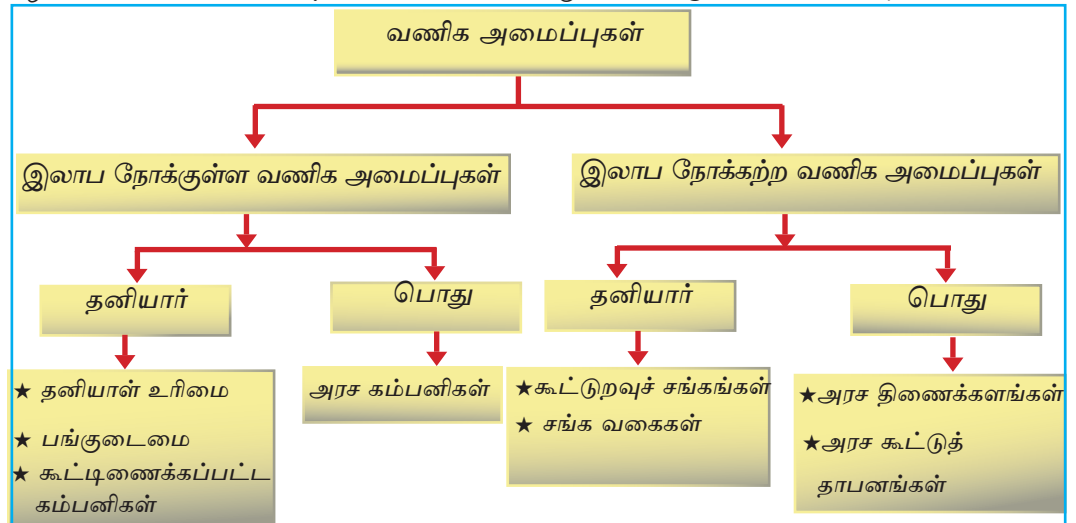 வணிக அமைப்புகள்
இலாப நோக்குள்ள வணிக அமைப்புகள்
இலாப நோக்கற்ற வணிக அமைப்புகள்
தனியார்
பொது
தனியார்
பொது
★ தனியாள் உரிமை
★ பங்குடைமை
★ கூட்டிணைக்கப்பட்ட
கம்பனிகள்
அரச கம்பனிகள்
★கூட்டுறவுச் சங்கங்கள்
★ சங்க வகைகள்
★அரச திணைக்களங்கள்
★அரச கூட்டுத்
தாபனங்கள்